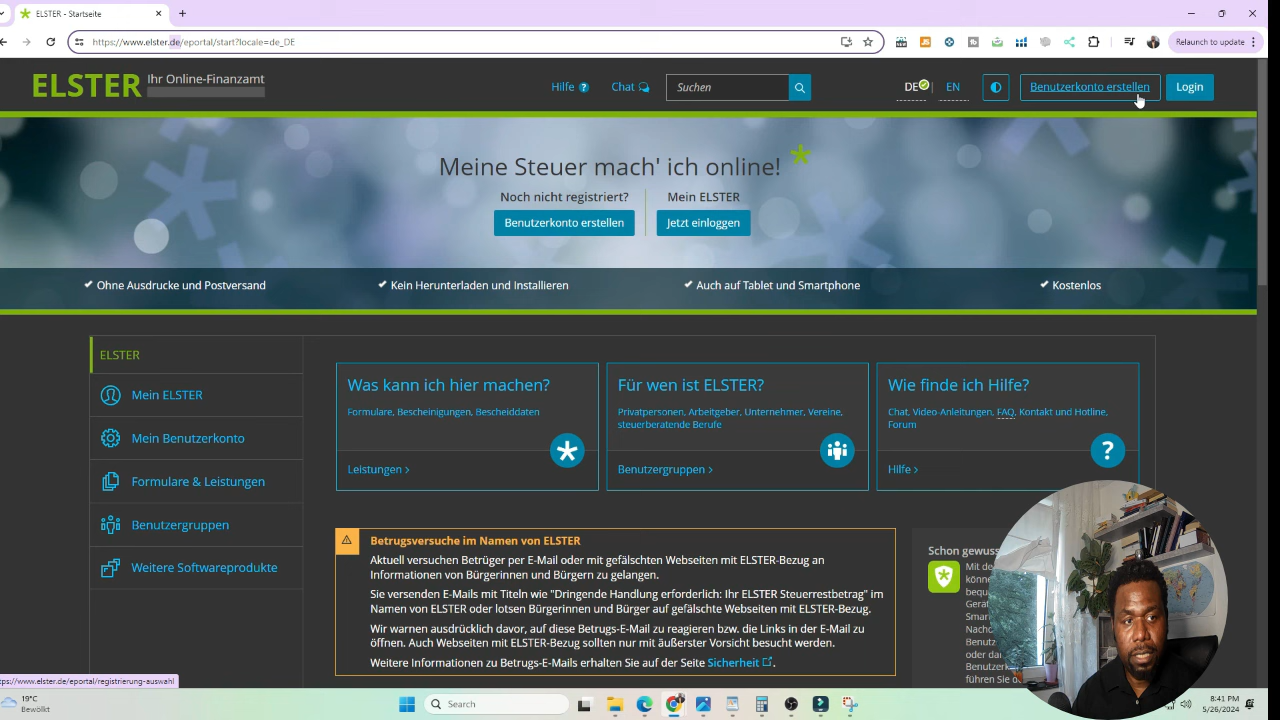 ELSTER - Startseite
https://www.elster.de/eportal/start?locale=de_DE
Relaunch to update
ELSTER Ihr Online-Finanzamt
Hilfe ?
Chat
Suchen
DE
EN
Benutzerkonto erstellen
Login
Meine Steuer mach' ich online!
Noch nicht registriert?
Mein ELSTER
Benutzerkonto erstellen
Jetzt einloggen
Ohne Ausdrucke und Postversand
Kein Herunterladen und Installieren
Auch auf Tablet und Smartphone
Kostenlos
ELSTER
Mein ELSTER
Mein Benutzerkonto
Formulare & Leistungen
Benutzergruppen
Weitere Softwareprodukte
Was kann ich hier machen?
Formulare, Bescheinigungen, Bescheiddaten
Leistungen >
Für wen ist ELSTER?
Privatpersonen, Arbeitgeber, Unternehmer, Vereine,
steuerberatende Berufe
Benutzergruppen >
Wie finde ich Hilfe?
Chat, Video-Anleitungen, FAQ, Kontakt und Hotline,
Forum
?
Hilfe >
Betrugsversuche im Namen von ELSTER
Aktuell versuchen Betrüger per E-Mail oder mit gefälschten Webseiten mit ELSTER-Bezug an
Informationen von Bürgerinnen und Bürgern zu gelangen.
Sie versenden E-Mails mit Titeln wie "Dringende Handlung erforderlich: Ihr ELSTER Steuerrestbetrag" im
Namen von ELSTER oder lotsen Bürgerinnen und Bürger auf gefälschte Webseiten mit ELSTER-Bezug.
Wir warnen ausdrücklich davor, auf diese Betrugs-E-Mail zu reagieren bzw. die Links in der E-Mail zu
öffnen. Auch Webseiten mit ELSTER-Bezug sollten nur mit äußerster Vorsicht besucht werden.
Weitere Informationen zu Betrugs-E-Mails erhalten Sie auf der Seite Sicherheit.
Schon
Mit
oder
führen Sie
ps://www.elster.de/eportal/registrierung-auswahl
19°C
Bewölkt
Search
8:41 PM
5/26/2024